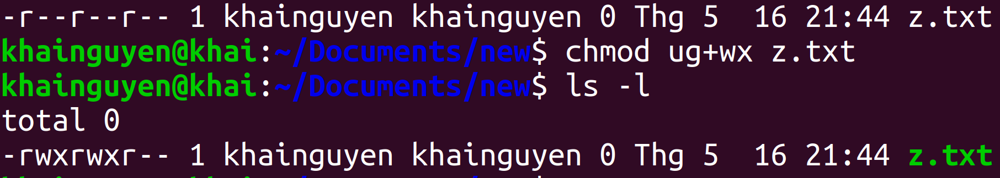 -r--r--r-- 1 khainguyen khainguyen 0 Thg 5  16 21:44 z.txt
khainguyen@khai:~/Documents/new$ chmod ug+wx z.txt
khainguyen@khai:~/Documents/new$ ls -l
total 0
-rwxrwxr-- 1 khainguyen khainguyen 0 Thg 5  16 21:44 z.txt